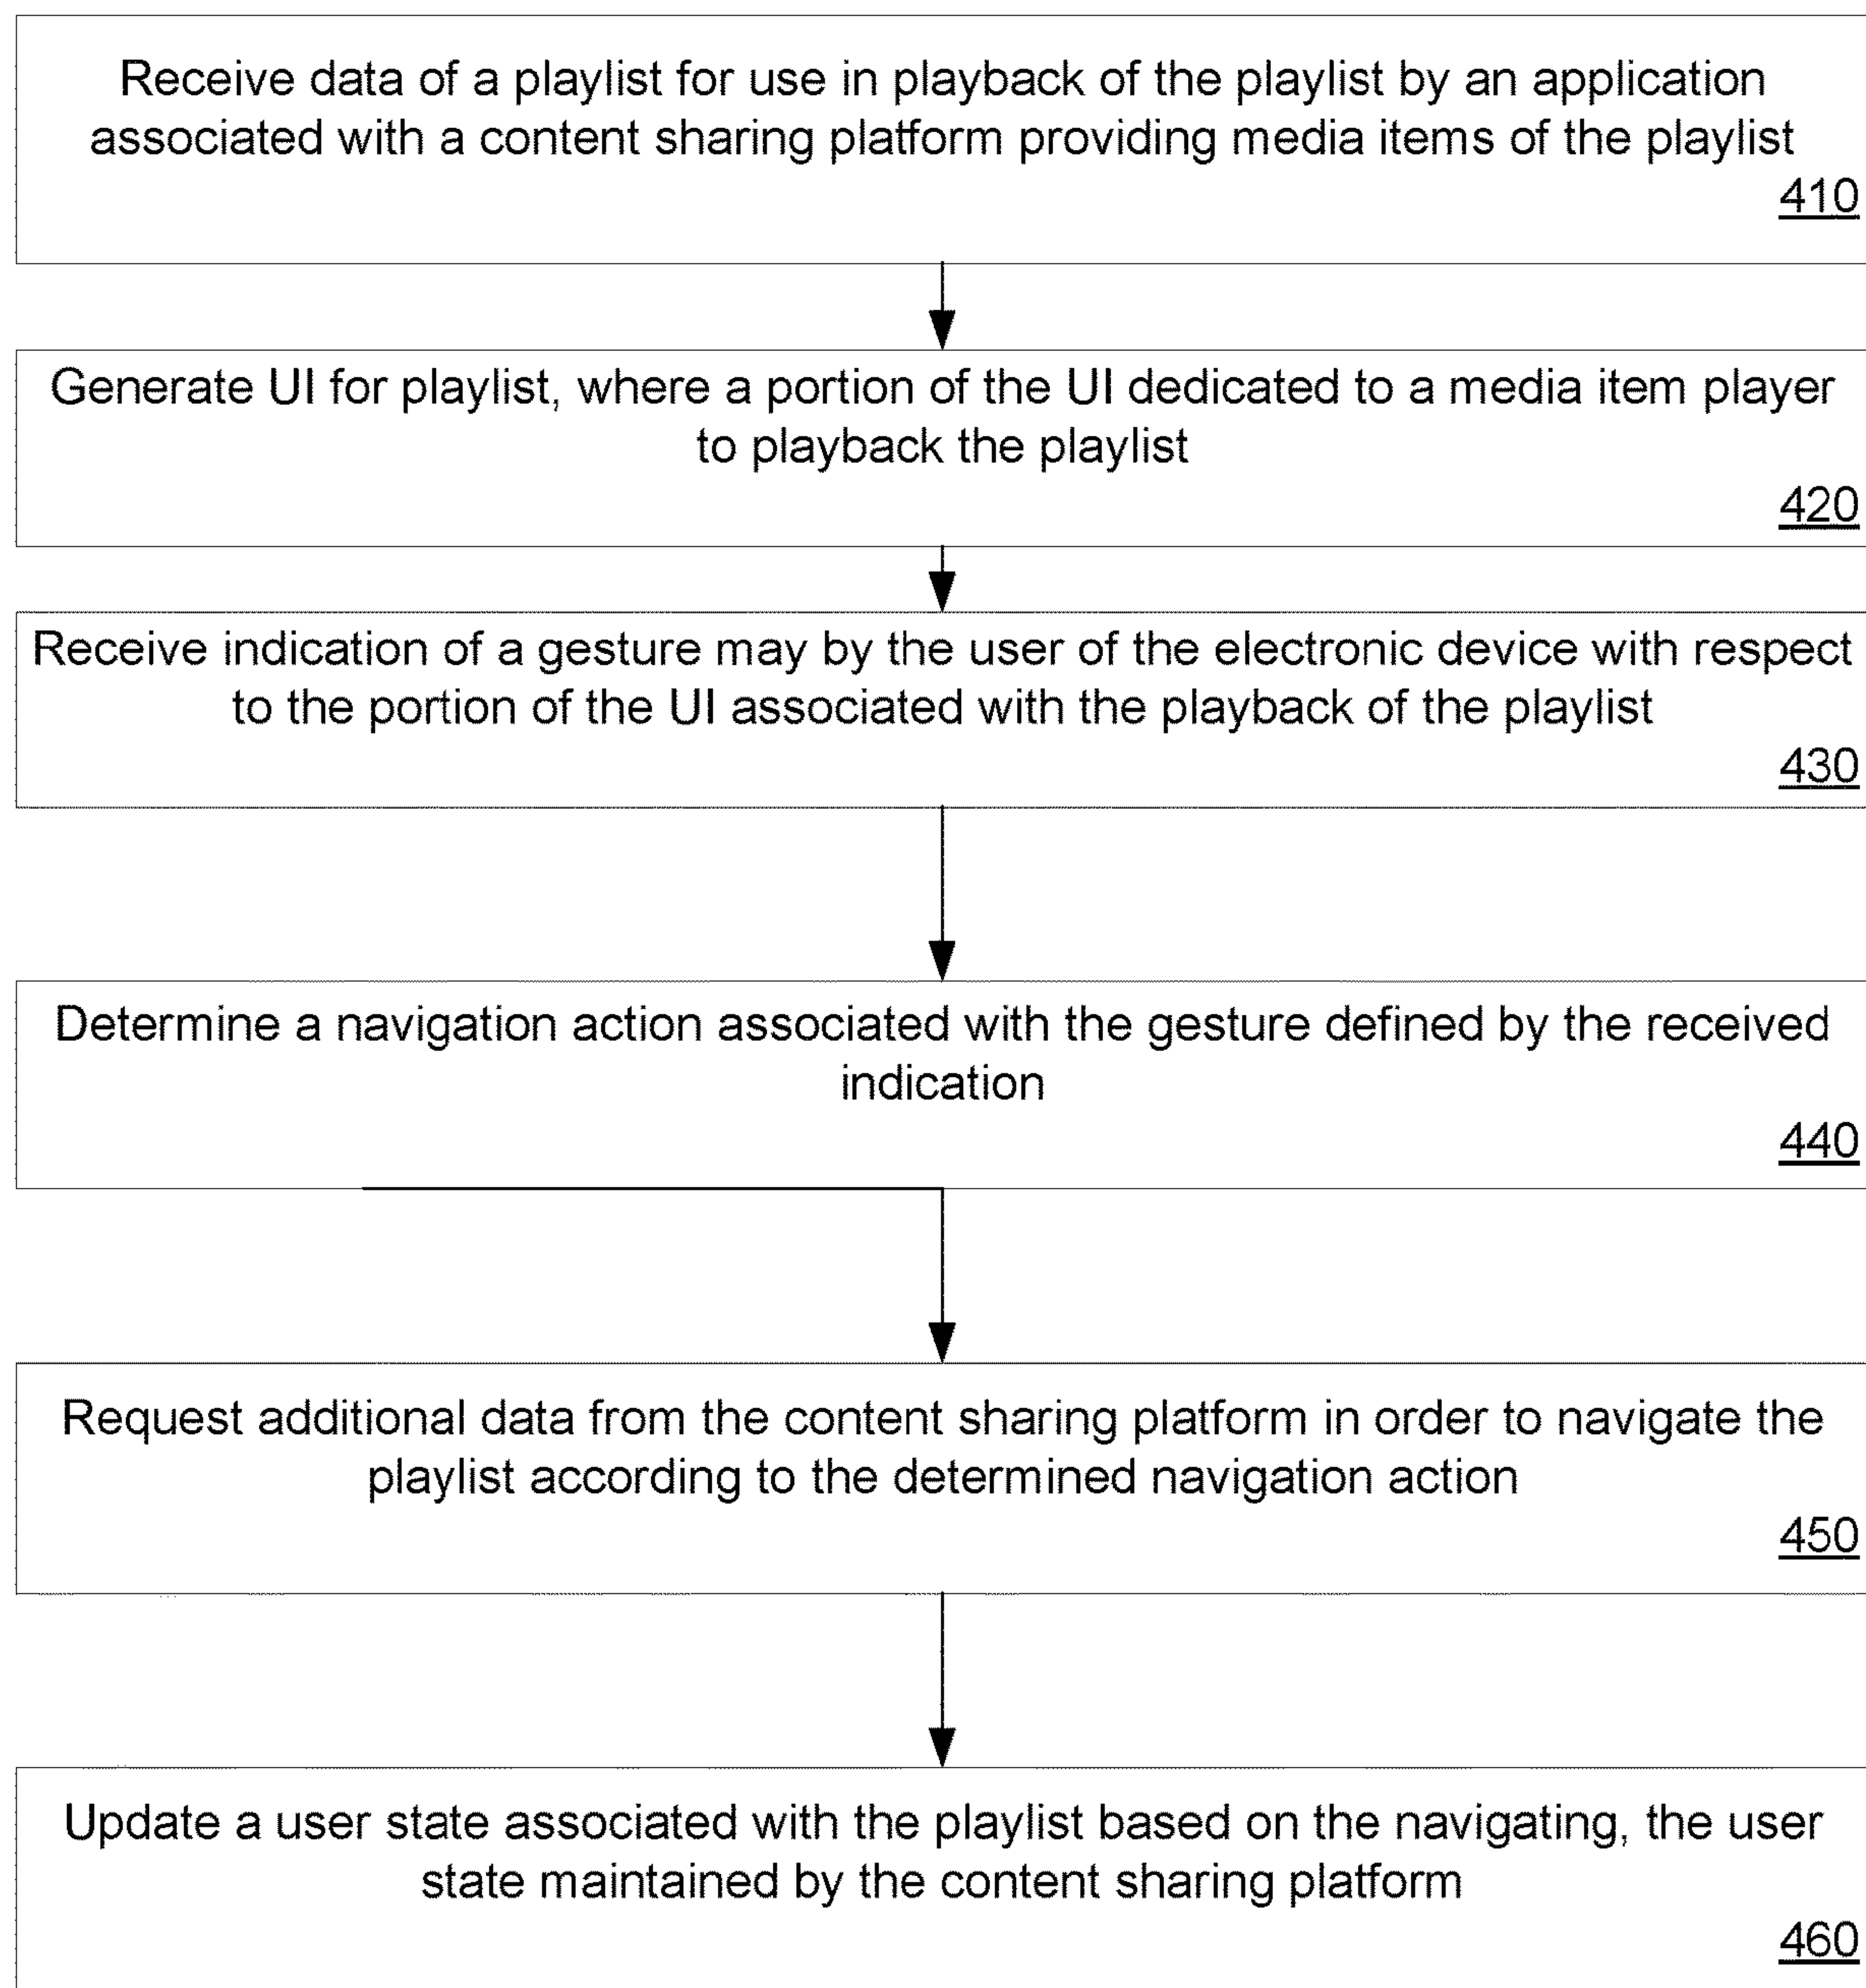 Receive data of a playlist for use in playback of the playlist by an application
associated with a content sharing platform providing media items of the playlist
410
Generate UI for playlist, where a portion of the UI dedicated to a media item player
to playback the playlist
420
Receive indication of a gesture may by the user of the electronic device with respect
to the portion of the UI associated with the playback of the playlist
430
Determine a navigation action associated with the gesture defined by the received
indication
440
Request additional data from the content sharing platform in order to navigate the
playlist according to the determined navigation action
450
Update a user state associated with the playlist based on the navigating, the user
state maintained by the content sharing platform
460